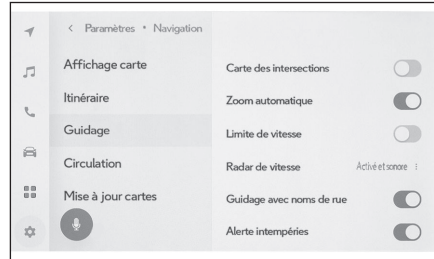 < Paramètres • Navigation
Affichage carte
Itinéraire
Guidage
Circulation
Mise à jour cartes
Carte des intersections
Zoom automatique
Limite de vitesse
Radar de vitesse Activé et sonore
Guidage avec noms de rue
Alerte intempéries